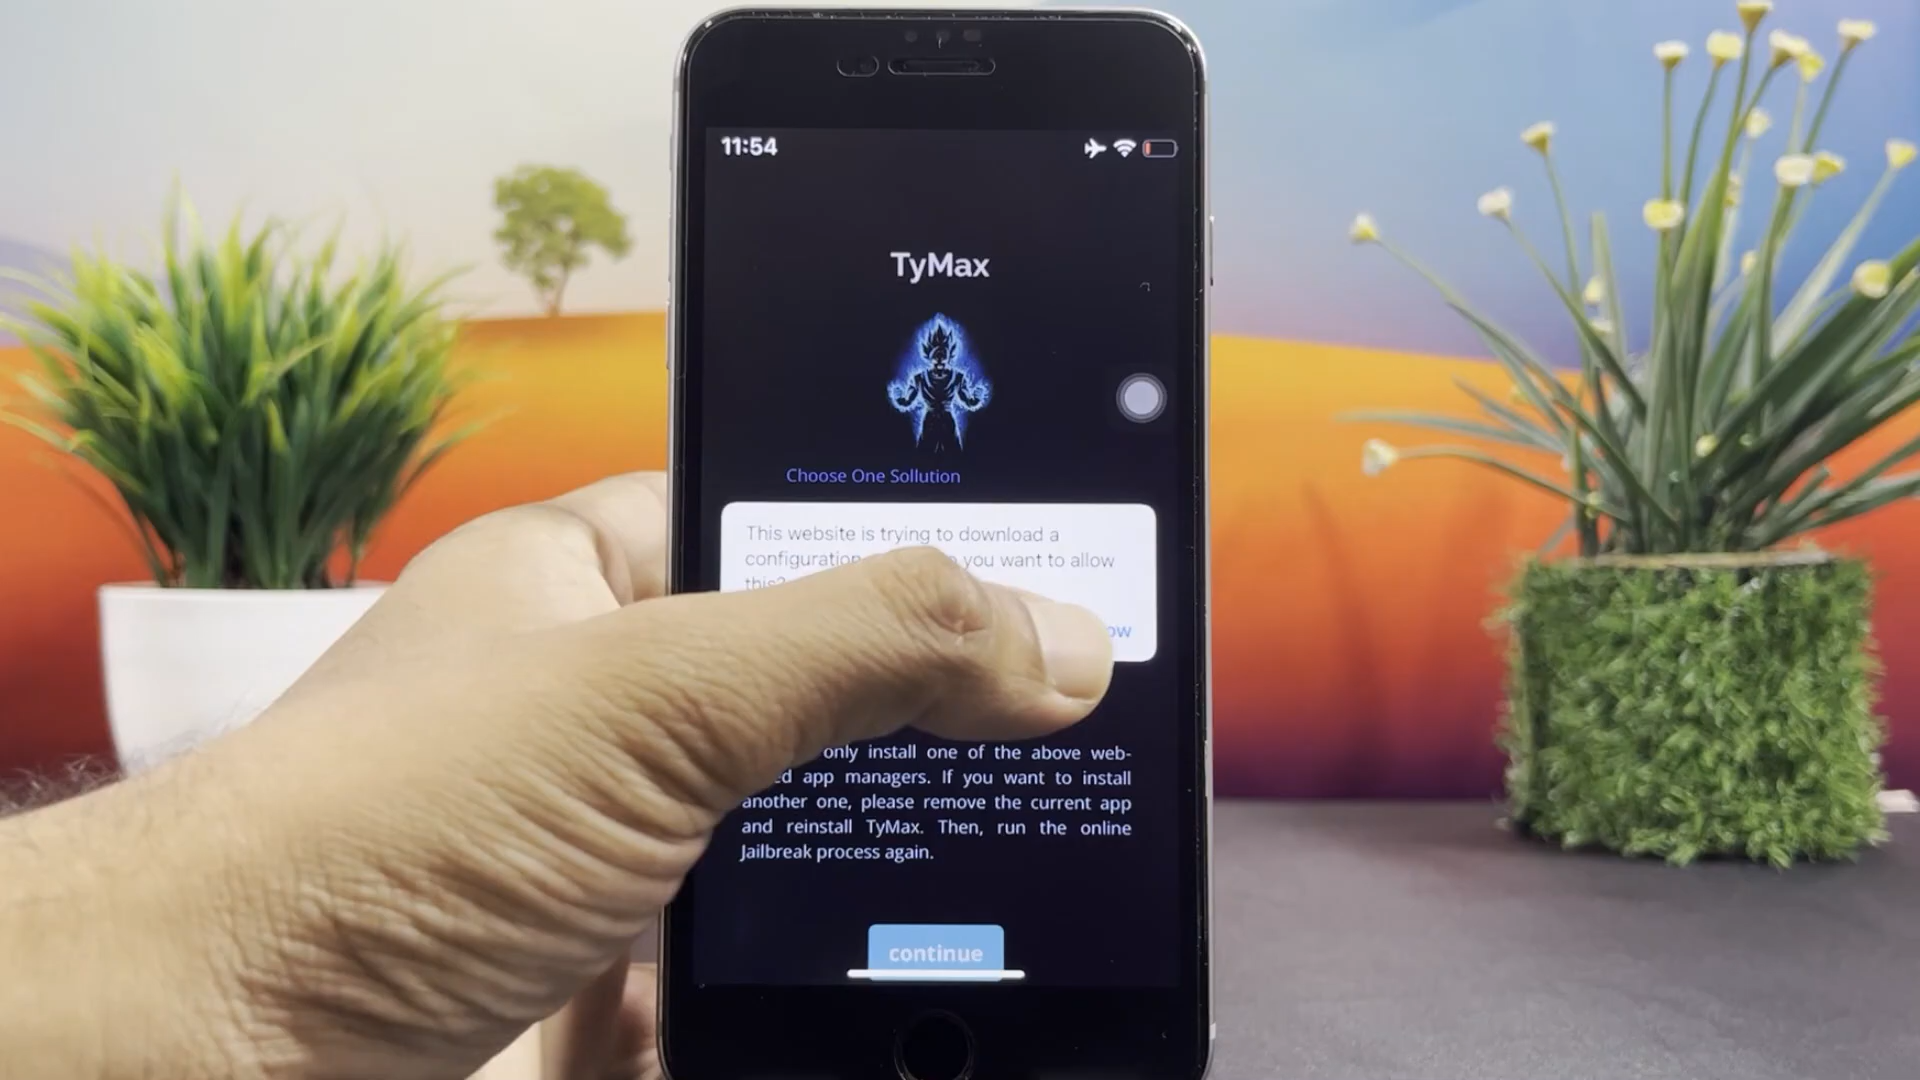 11:54
TyMax
Choose One Sollution
This website is trying to download a
configuration you want to allow
this?
only install one of the above web-
app managers. If you want to install
another one, please remove the current app
and reinstall TyMax. Then, run the online
Jailbreak process again.
continue